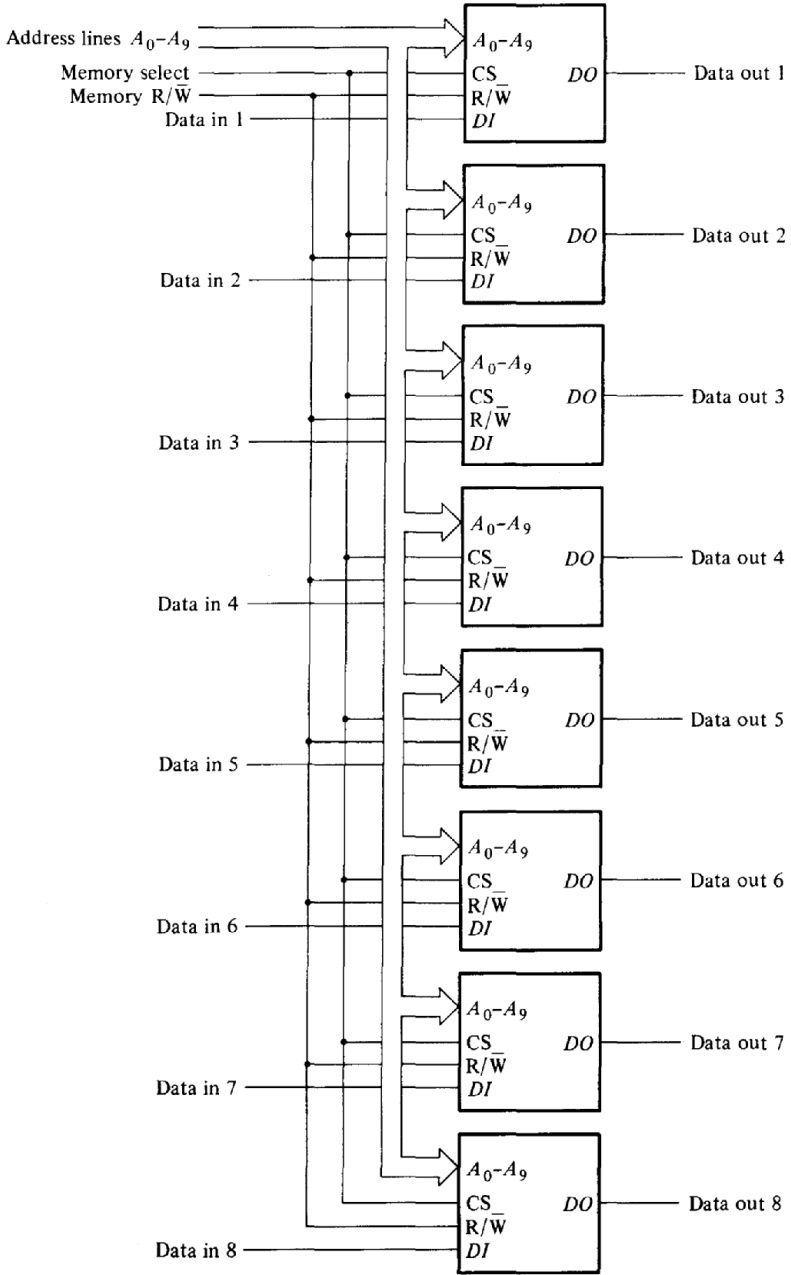 Address lines A₀–A₉
Memory select
Memory R/W̅
Data in 1
A₀–A₉
CS
R/W̅
DI
DO
Data out 1
Data in 2
A₀–A₉
CS
R/W̅
DI
DO
Data out 2
Data in 3
A₀–A₉
CS
R/W̅
DI
DO
Data out 3
Data in 4
A₀–A₉
CS
R/W̅
DI
DO
Data out 4
Data in 5
A₀–A₉
CS
R/W̅
DI
DO
Data out 5
Data in 6
A₀–A₉
CS
R/W̅
DI
DO
Data out 6
Data in 7
A₀–A₉
CS
R/W̅
DI
DO
Data out 7
Data in 8
A₀–A₉
CS
R/W̅
DI
DO
Data out 8